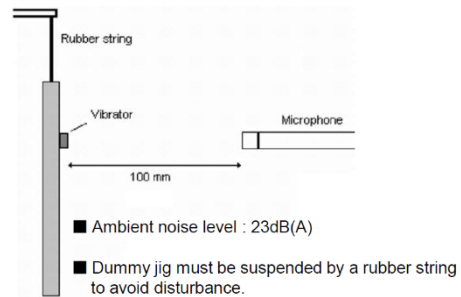 Rubber string
Vibrator
Microphone
100 mm
■ Ambient noise level : 23dB(A)
■ Dummy jig must be suspended by a rubber string
to avoid disturbance.